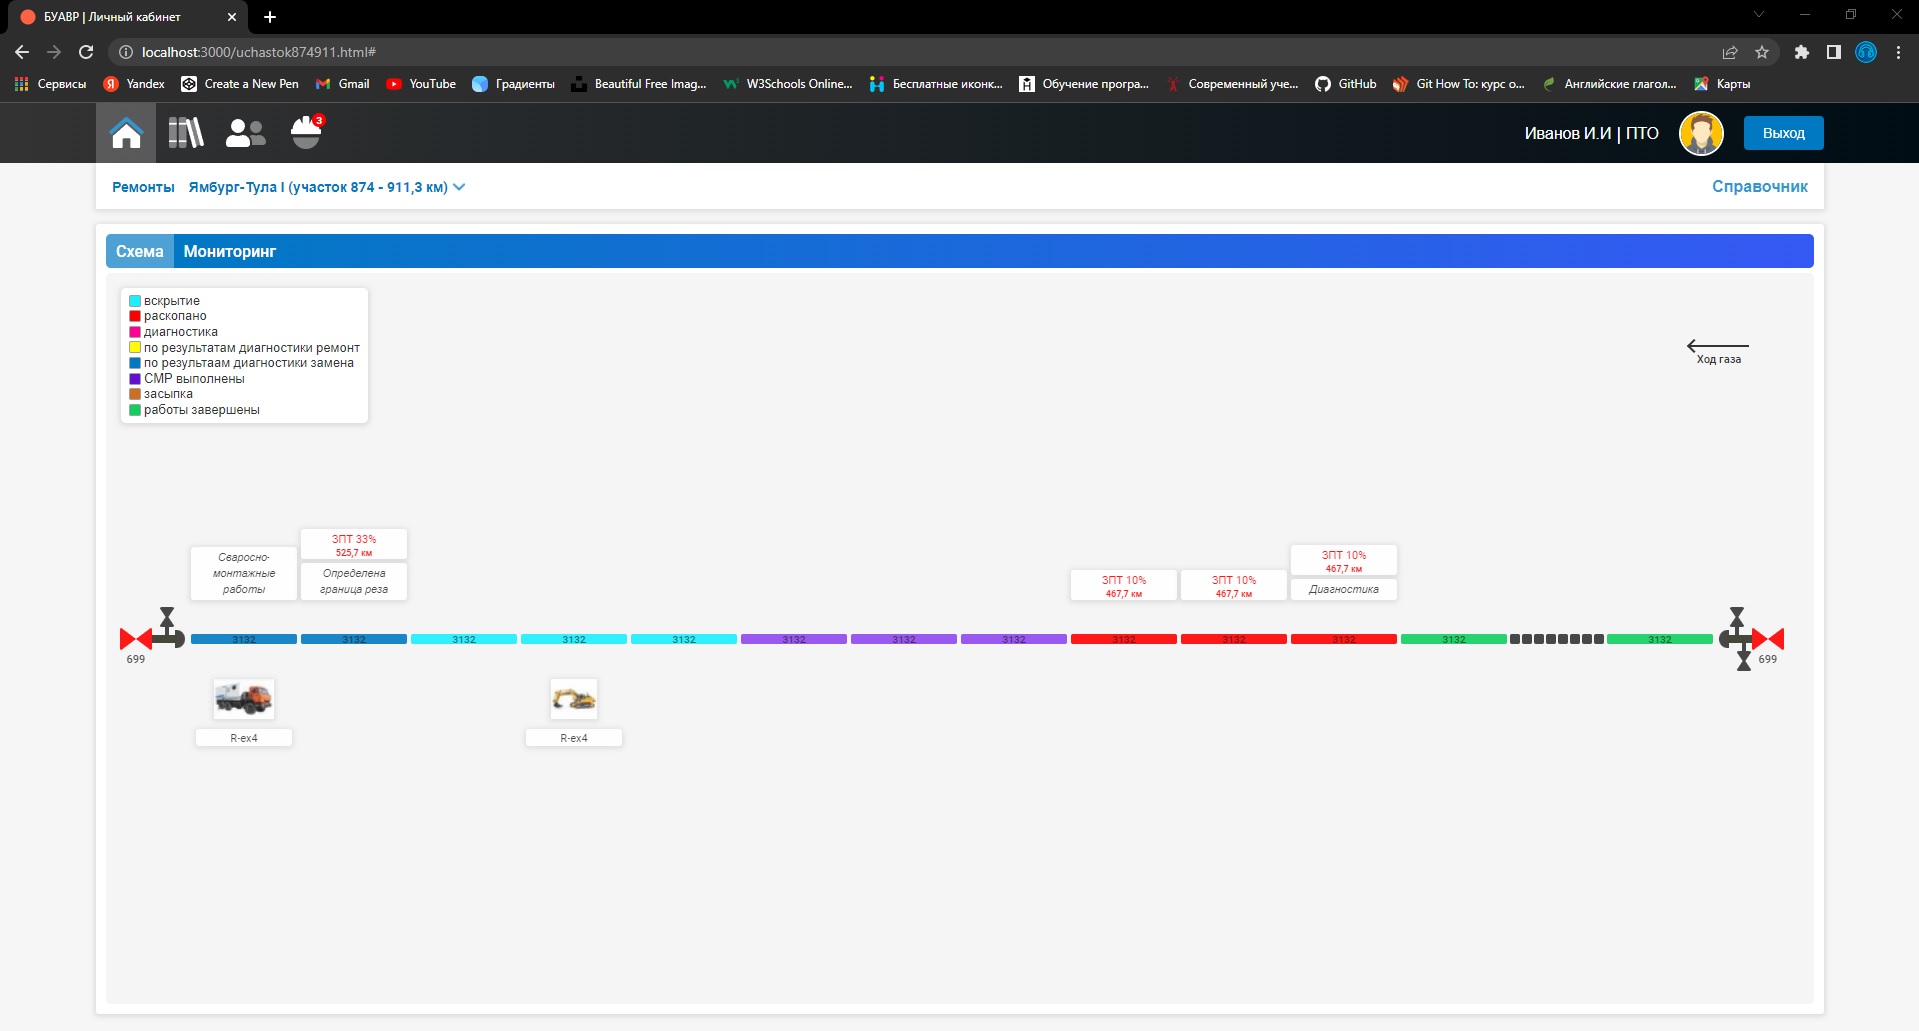 БУАВР | Личный кабинет
localhost:3000/uchastok874911.html#
Сервисы
Yandex
Create a New Pen
Gmail
YouTube
Градиенты
Beautiful Free Imag...
W3Schools Online...
Бесплатные иконк...
Обучение програ...
Современный уче...
GitHub
Git How To: курс о...
Английские глагол...
Карты
3
Иванов И.И | ПТО
Выход
Ремонты
Ямбург-Тула I (участок 874 - 911,3 км)
Справочник
Схема
Мониторинг
вскрытие
раскопано
диагностика
по результатам диагностики ремонт
по результаам диагностики замена
СМР выполнены
засыпка
работы завершены
Ход газа
Сваросно-
монтажные
работы
ЗПТ 33%
525,7 км
Определена
граница реза
ЗПТ 10%
467,7 км
ЗПТ 10%
467,7 км
ЗПТ 10%
467,7 км
Диагностика
3132
3132
3132
3132
3132
3132
3132
3132
3132
3132
3132
3132
3132
699
699
R-ex4
R-ex4